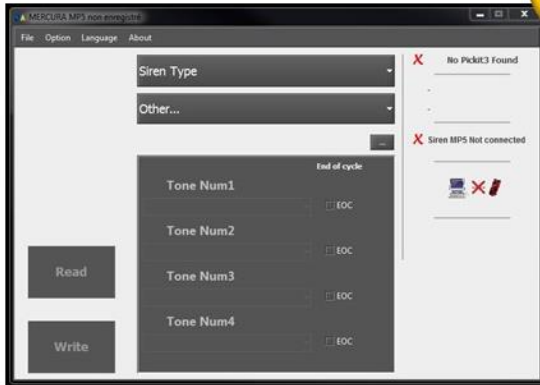 MERCURA MP5 non enregistré
File Option Language About
Siren Type
Other...
...
End of cycle
Tone Num1
EOC
Tone Num2
EOC
Tone Num3
EOC
Tone Num4
EOC
Read
Write
X No Pickit3 Found
-
-
X Siren MP5 Not connected